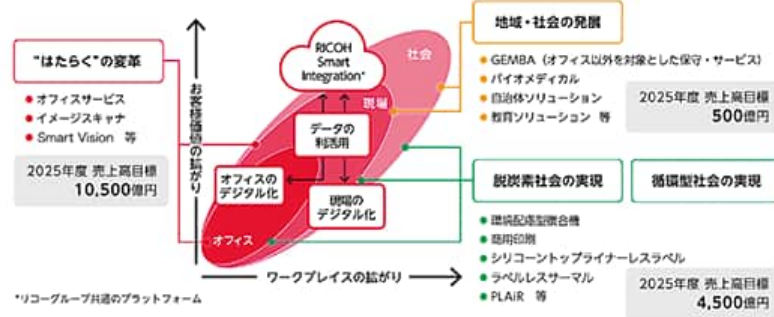 "はたらく"の変革
● オフィスサービス
● イメージスキャナ
● Smart Vision 等
2025年度 売上高目標
10,500億円
お客様価値の拡がり
RICOH
Smart
Integration*
社会
現場
データの
利活用
オフィスの
デジタル化
現場の
デジタル化
オフィス
ワークプレイスの拡がり
*リコーグループ共通のプラットフォーム
地域・社会の発展
● GEMBA（オフィス以外を対象とした保守・サービス）
● バイオメディカル
● 自治体ソリューション
● 教育ソリューション 等
2025年度 売上高目標
500億円
脱炭素社会の実現
循環型社会の実現
● 環境配慮型複合機
● 商用印刷
● シリコーントップライナーレスラベル
● ラベルレスサーマル
● PLAiR 等
2025年度 売上高目標
4,500億円